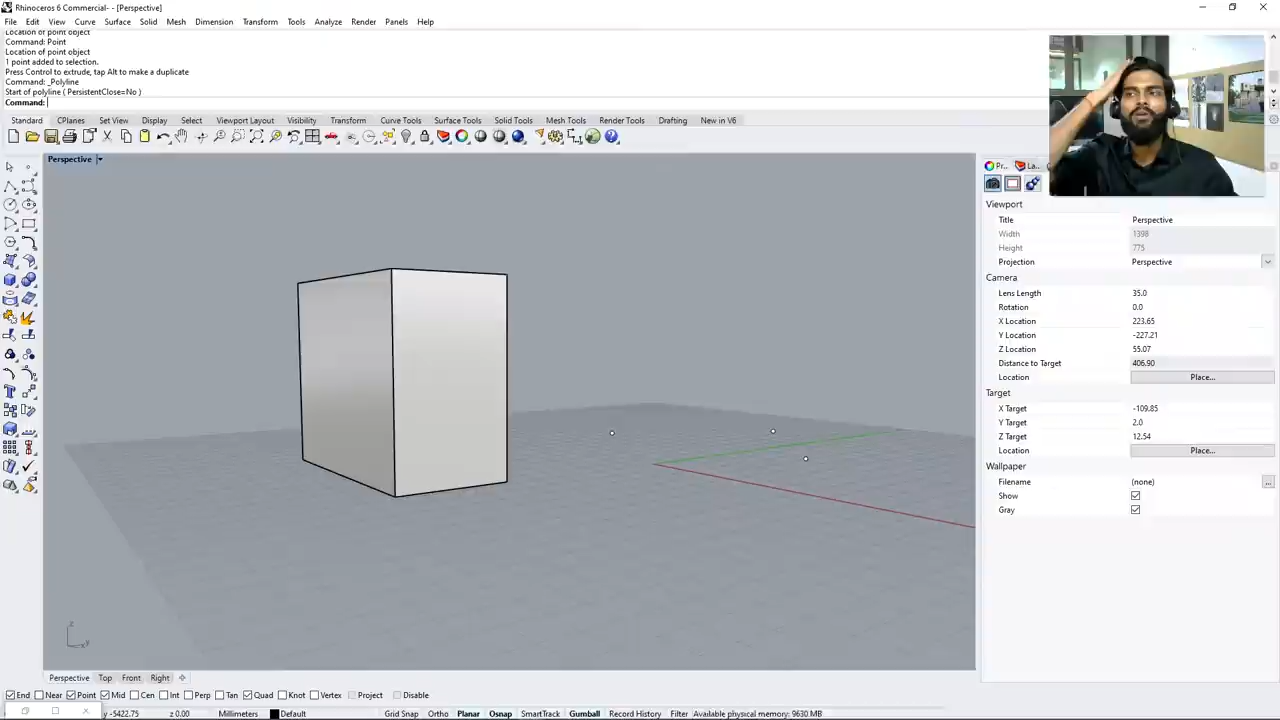 Rhinoceros 6 Commercial- - [Perspective]
File Edit View Curve Surface Solid Mesh Dimension Transform Tools Analyze Render Panels Help
Location of point object
Command: Point
Location of point object
1 point added to selection.
Press Control to extrude, tap Alt to make a duplicate
Command: _Polyline
Start of polyline ( PersistentClose=No )
Command:
Standard CPlanes Set View Display Select Viewport Layout Visibility Transform Curve Tools Surface Tools Solid Tools Mesh Tools Render Tools Drafting New in V6
Perspective
Pr... La...
Viewport
Title Perspective
Width 1398
Height 775
Projection Perspective
Camera
Lens Length 35.0
Rotation 0.0
X Location 223.65
Y Location -227.21
Z Location 55.07
Distance to Target 406.90
Location Place...
Target
X Target -109.85
Y Target 2.0
Z Target 12.54
Location Place...
Wallpaper
Filename (none) ...
Show
Gray
z
y
Perspective Top Front Right
End Near Point Mid Cen Int Perp Tan Quad Knot Vertex Project Disable
y -5422.75 z 0.00 Millimeters Default Grid Snap Ortho Planar Osnap SmartTrack Gumball Record History Filter Available physical memory: 9630 MB